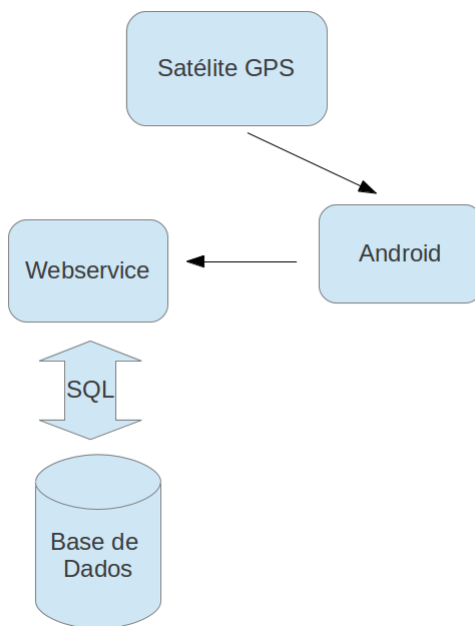 Satélite GPS
Android
Webservice
SQL
Base de
Dados